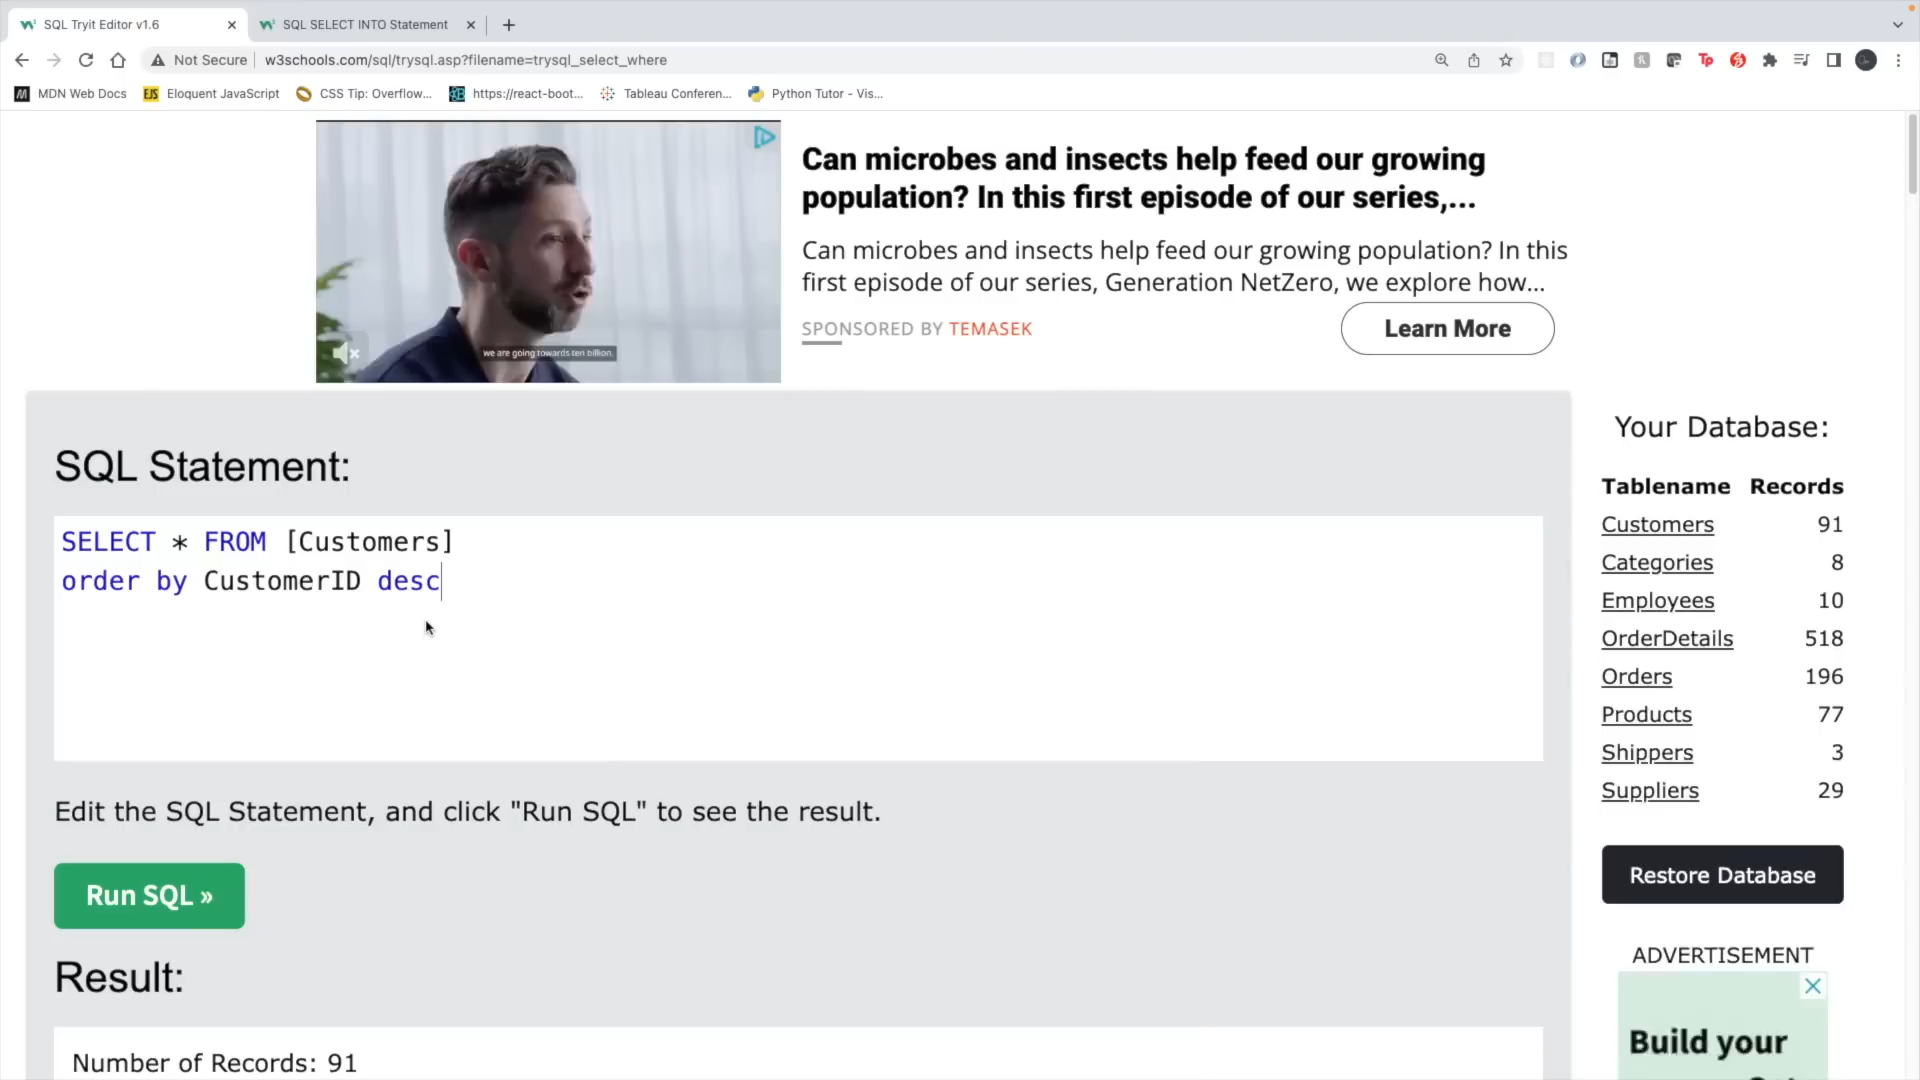 SQL Tryit Editor v1.6
SQL SELECT INTO Statement
Not Secure
w3schools.com/sql/trysql.asp?filename=trysql_select_where
MDN Web Docs
Eloquent JavaScript
CSS Tip: Overflow...
https://react-boot...
Tableau Conferen...
Python Tutor - Vis...
we are going towards ten billion.
Can microbes and insects help feed our growing
population? In this first episode of our series,...
Can microbes and insects help feed our growing population? In this
first episode of our series, Generation NetZero, we explore how...
SPONSORED BY TEMASEK
Learn More
SQL Statement:
SELECT * FROM [Customers]
order by CustomerID desc
Edit the SQL Statement, and click "Run SQL" to see the result.
Run SQL »
Result:
Number of Records: 91
Your Database:
Tablename Records
Customers 91
Categories 8
Employees 10
OrderDetails 518
Orders 196
Products 77
Shippers 3
Suppliers 29
Restore Database
ADVERTISEMENT
Build your